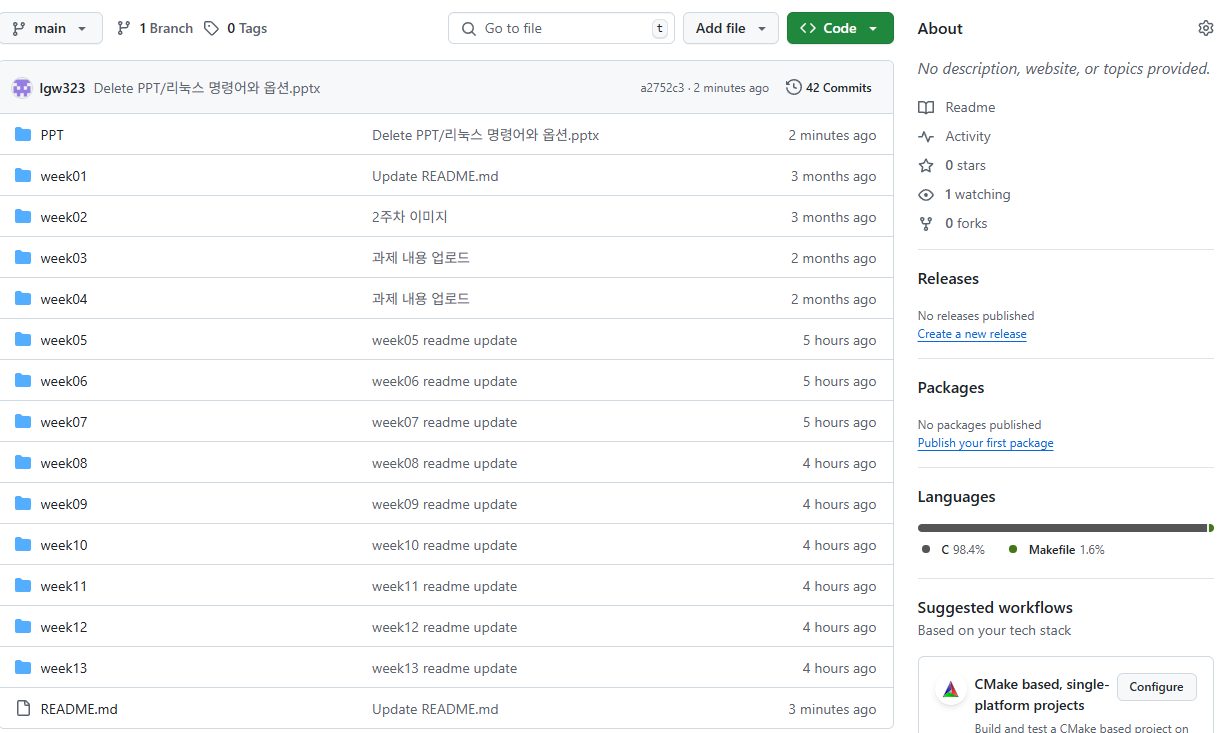 main 1 Branch 0 Tags Go to file t Add file Code
lgw323 Delete PPT/리눅스 명령어와 옵션.pptx a2752c3 · 2 minutes ago 42 Commits
PPT Delete PPT/리눅스 명령어와 옵션.pptx 2 minutes ago
week01 Update README.md 3 months ago
week02 2주차 이미지 3 months ago
week03 과제 내용 업로드 2 months ago
week04 과제 내용 업로드 2 months ago
week05 week05 readme update 5 hours ago
week06 week06 readme update 5 hours ago
week07 week07 readme update 5 hours ago
week08 week08 readme update 4 hours ago
week09 week09 readme update 4 hours ago
week10 week10 readme update 4 hours ago
week11 week11 readme update 4 hours ago
week12 week12 readme update 4 hours ago
week13 week13 readme update 4 hours ago
README.md Update README.md 3 minutes ago
About
No description, website, or topics provided.
Readme
Activity
0 stars
1 watching
0 forks
Releases
No releases published
Create a new release
Packages
No packages published
Publish your first package
Languages
C 98.4% Makefile 1.6%
Suggested workflows
Based on your tech stack
CMake based, single-
platform projects
Configure
Build and test a CMake based project on